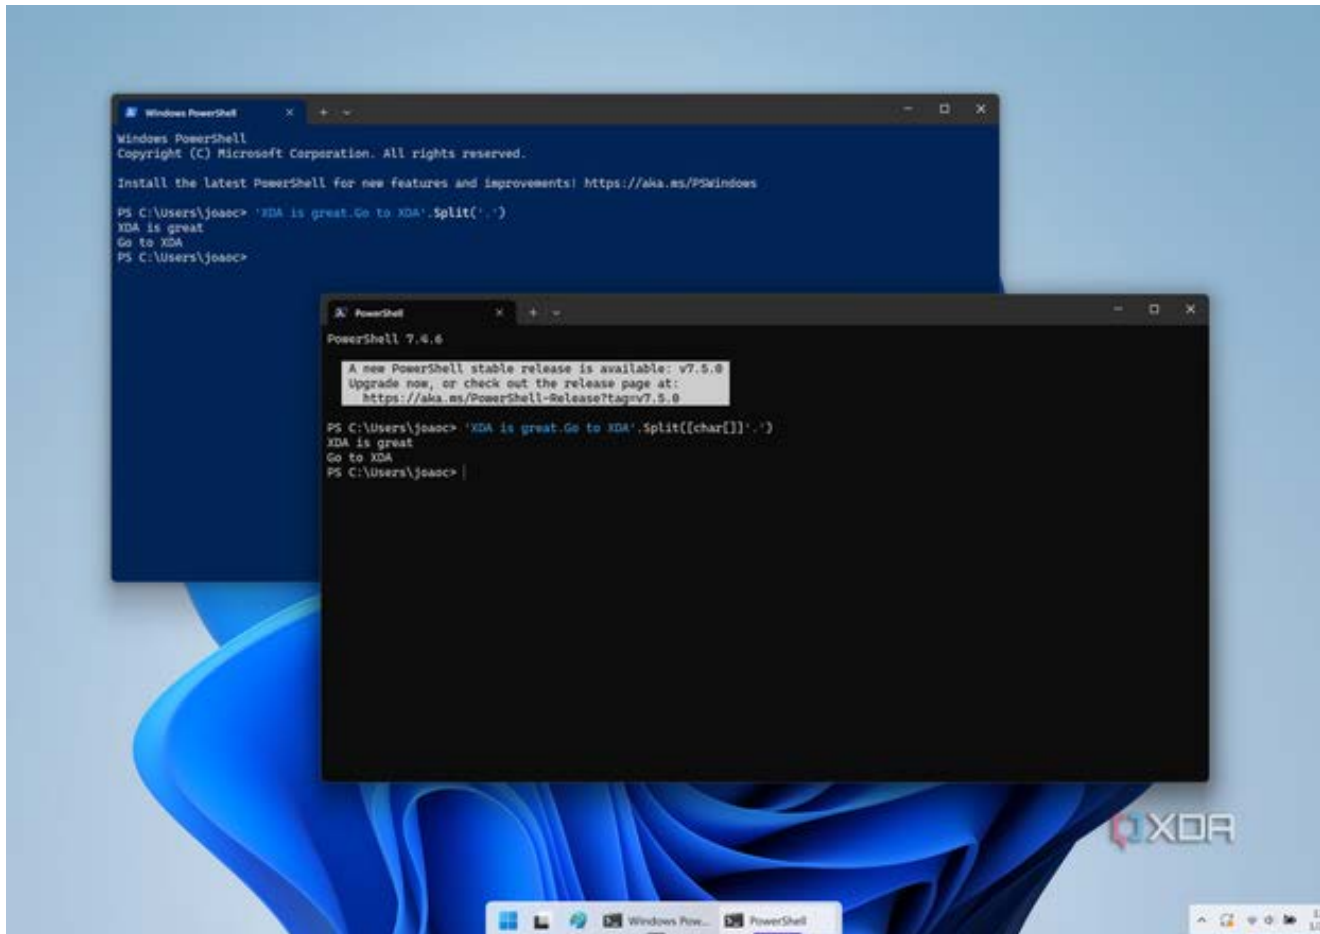 Windows PowerShell
Windows PowerShell
Copyright (C) Microsoft Corporation. All rights reserved.
Install the latest PowerShell for new features and improvements! https://aka.ms/PSWindows
PS C:\Users\joaoc> 'XDA is great.Go to XDA'.Split('.')
XDA is great
Go to XDA
PS C:\Users\joaoc>
PowerShell
PowerShell 7.4.6
A new PowerShell stable release is available: v7.5.0
Upgrade now, or check out the release page at:
https://aka.ms/PowerShell-Release?tag=v7.5.0
PS C:\Users\joaoc> 'XDA is great.Go to XDA'.Split([char[]]'.')
XDA is great
Go to XDA
PS C:\Users\joaoc>
XDA
Windows Pow...
PowerShell